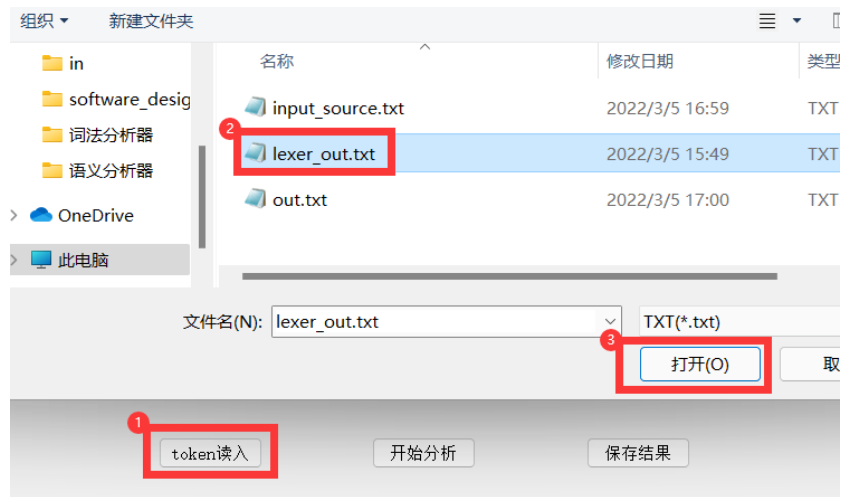 组织 新建文件夹
in 名称 修改日期 类型
software_desig input_source.txt 2022/3/5 16:59 TXT
词法分析器 2 lexer_out.txt 2022/3/5 15:49 TXT
语义分析器 out.txt 2022/3/5 17:00 TXT
OneDrive
此电脑
文件名(N): lexer_out.txt TXT(*.txt)
3 打开(O) 取
1
token读入 开始分析 保存结果